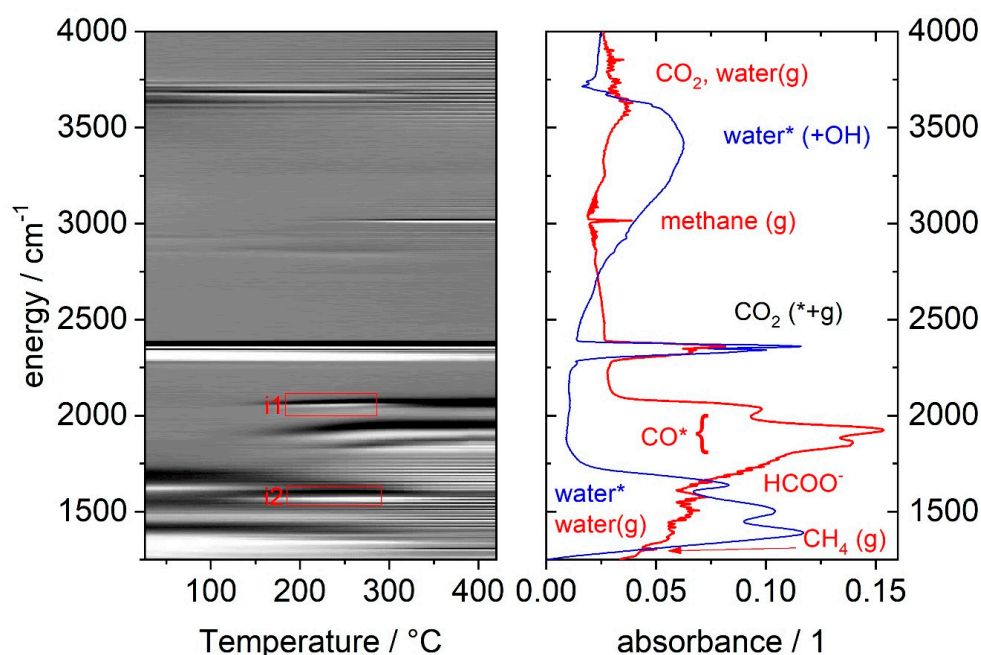 4000
3500
3000
2500
2000
1500
energy / cm⁻¹
i1
i2
100
200
300
400
Temperature / °C
CO₂, water(g)
water* (+OH)
methane (g)
CO₂ (*+g)
CO* {
HCOO⁻
water*
water(g)
CH₄ (g)
4000
3500
3000
2500
2000
1500
0.00
0.05
0.10
0.15
absorbance / 1